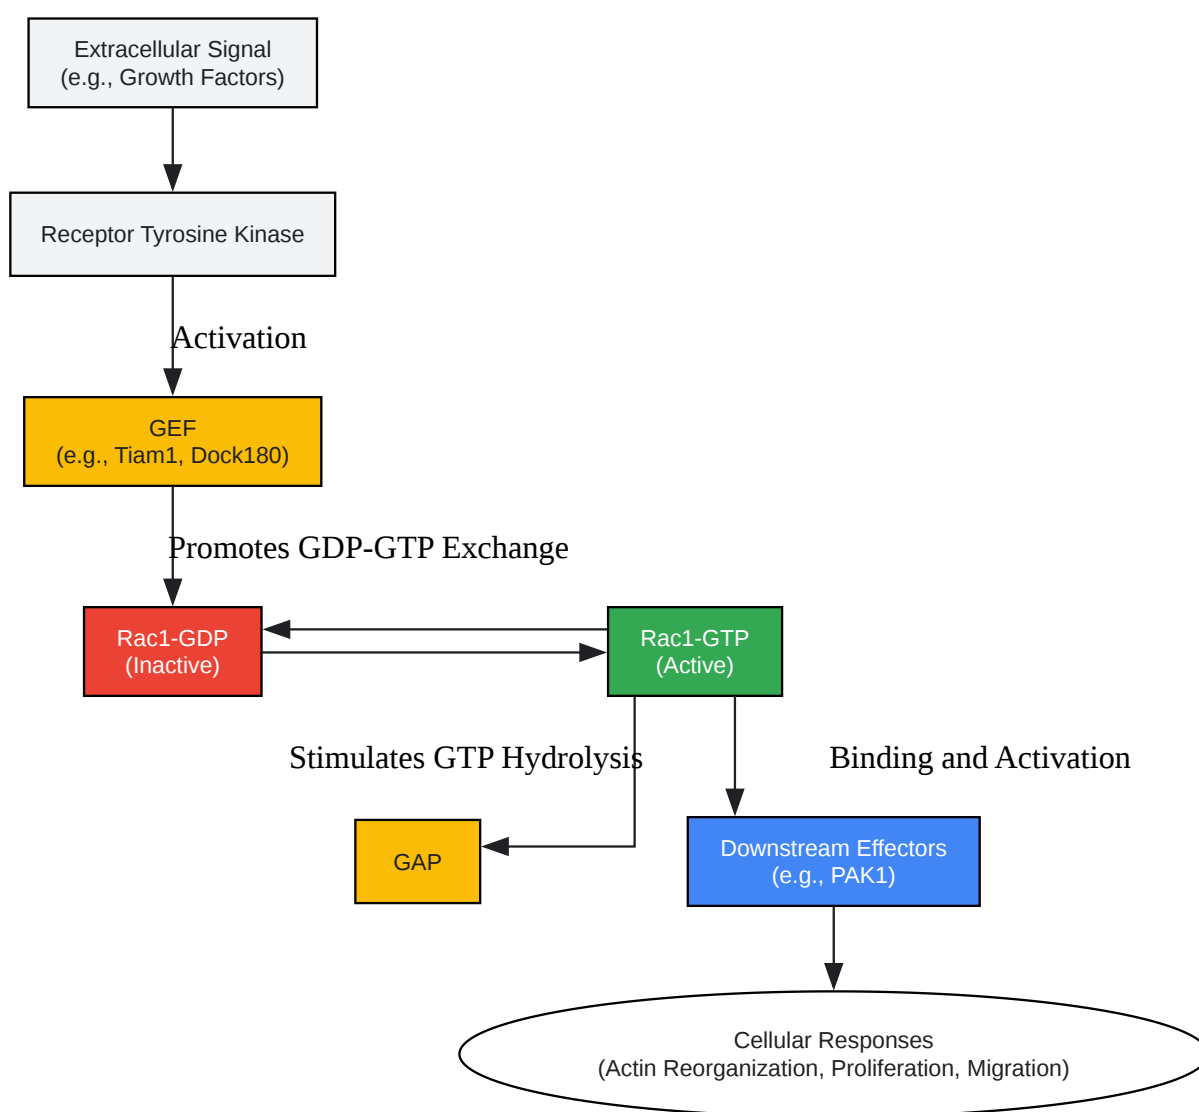 Extracellular Signal
(e.g., Growth Factors)
Receptor Tyrosine Kinase
Activation
GEF
(e.g., Tiam1, Dock180)
Promotes GDP-GTP Exchange
Rac1-GDP
(Inactive)
Rac1-GTP
(Active)
Stimulates GTP Hydrolysis
Binding and Activation
GAP
Downstream Effectors
(e.g., PAK1)
Cellular Responses
(Actin Reorganization, Proliferation, Migration)